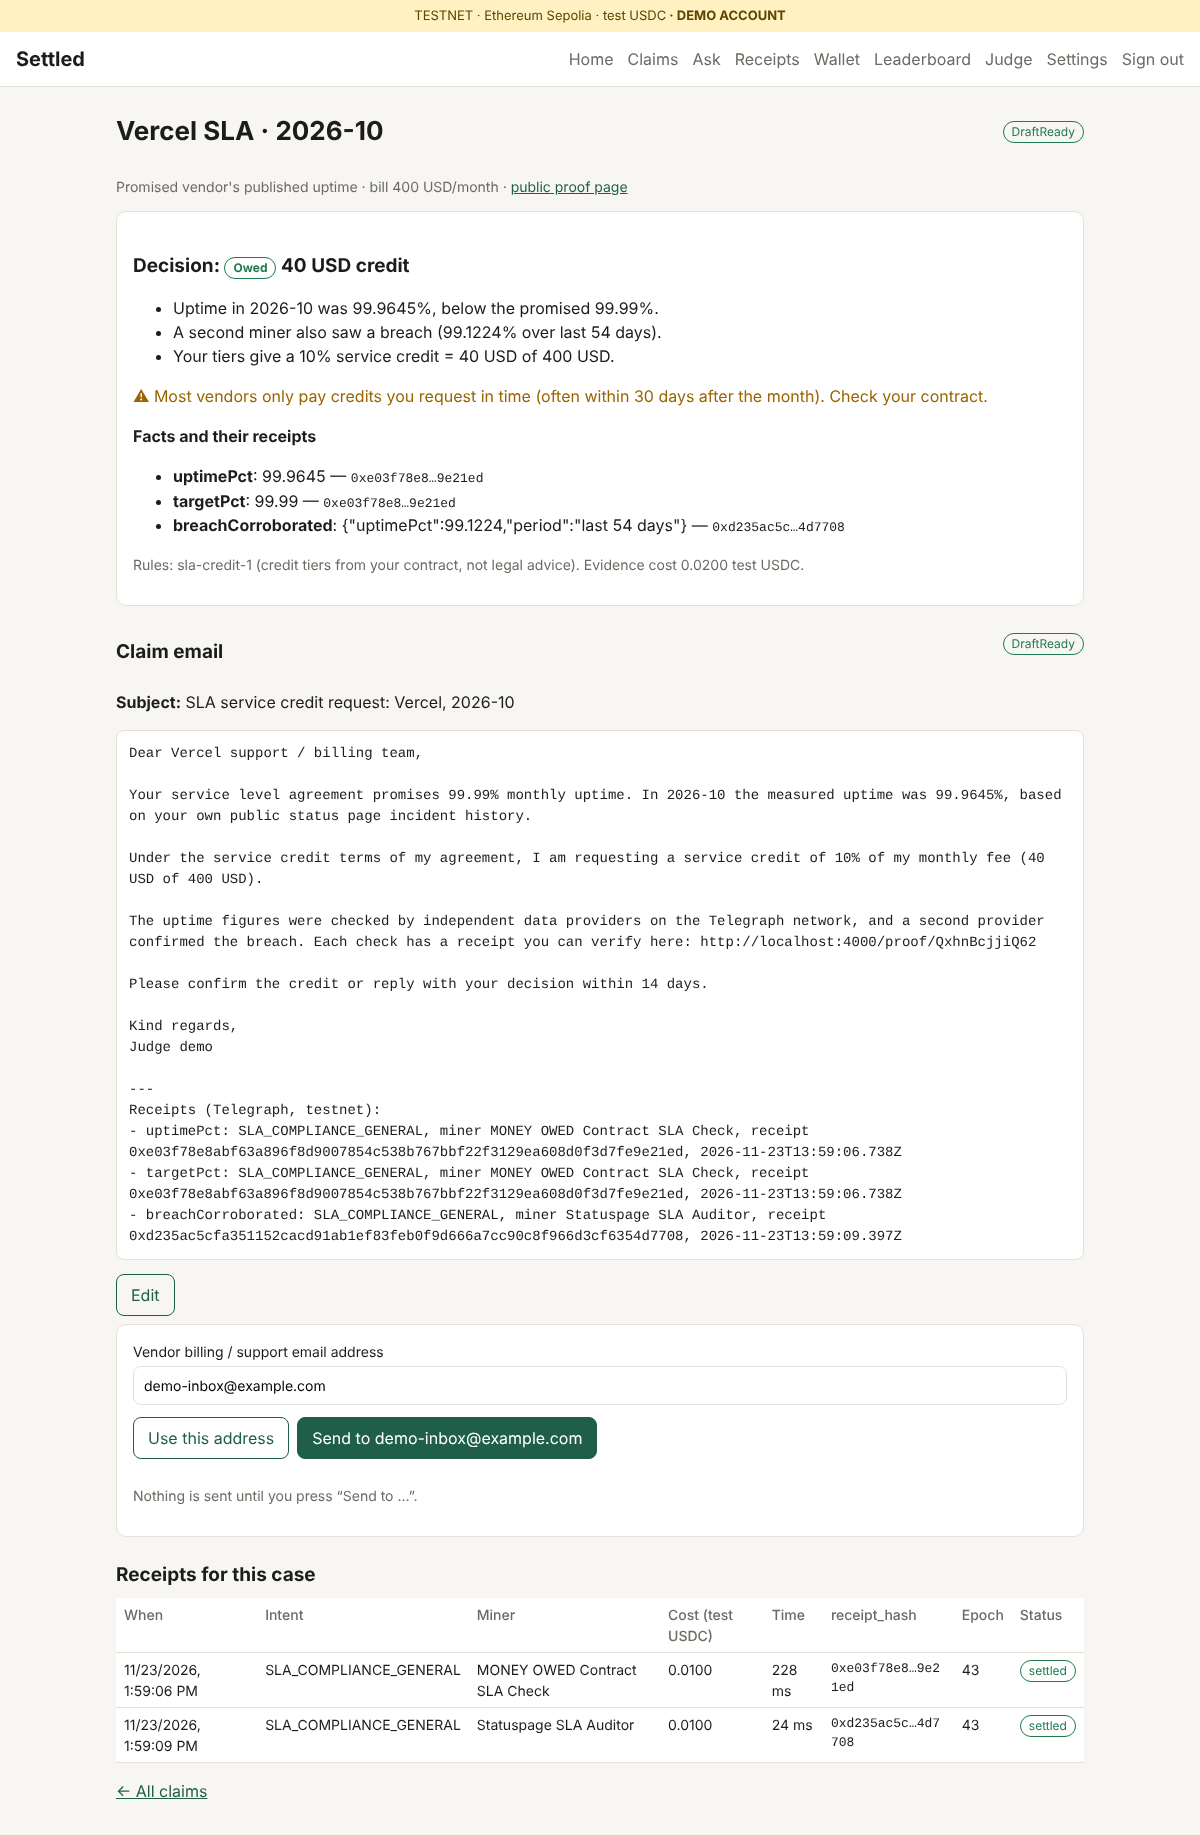 TESTNET · Ethereum Sepolia · test USDC · DEMO ACCOUNT
Settled
Home Claims Ask Receipts Wallet Leaderboard Judge Settings Sign out
Vercel SLA · 2026-10
DraftReady
Promised vendor's published uptime · bill 400 USD/month · public proof page
Decision: Owed 40 USD credit
• Uptime in 2026-10 was 99.9645%, below the promised 99.99%.
• A second miner also saw a breach (99.1224% over last 54 days).
• Your tiers give a 10% service credit = 40 USD of 400 USD.
⚠ Most vendors only pay credits you request in time (often within 30 days after the month). Check your contract.
Facts and their receipts
• uptimePct: 99.9645 — 0xe03f78e8…9e21ed
• targetPct: 99.99 — 0xe03f78e8…9e21ed
• breachCorroborated: {"uptimePct":99.1224,"period":"last 54 days"} — 0xd235ac5c…4d7708
Rules: sla-credit-1 (credit tiers from your contract, not legal advice). Evidence cost 0.0200 test USDC.
Claim email
DraftReady
Subject: SLA service credit request: Vercel, 2026-10
Dear Vercel support / billing team,
Your service level agreement promises 99.99% monthly uptime. In 2026-10 the measured uptime was 99.9645%, based
on your own public status page incident history.
Under the service credit terms of my agreement, I am requesting a service credit of 10% of my monthly fee (40
USD of 400 USD).
The uptime figures were checked by independent data providers on the Telegraph network, and a second provider
confirmed the breach. Each check has a receipt you can verify here: http://localhost:4000/proof/QxhnBcjjiQ62
Please confirm the credit or reply with your decision within 14 days.
Kind regards,
Judge demo
---
Receipts (Telegraph, testnet):
- uptimePct: SLA_COMPLIANCE_GENERAL, miner MONEY OWED Contract SLA Check, receipt
0xe03f78e8abf63a896f8d9007854c538b767bbf22f3129ea608d0f3d7fe9e21ed, 2026-11-23T13:59:06.738Z
- targetPct: SLA_COMPLIANCE_GENERAL, miner MONEY OWED Contract SLA Check, receipt
0xe03f78e8abf63a896f8d9007854c538b767bbf22f3129ea608d0f3d7fe9e21ed, 2026-11-23T13:59:06.738Z
- breachCorroborated: SLA_COMPLIANCE_GENERAL, miner Statuspage SLA Auditor, receipt
0xd235ac5cfa351152cacd91ab1ef83feb0f9d666a7cc90c8f966d3cf6354d7708, 2026-11-23T13:59:09.397Z
Edit
Vendor billing / support email address
demo-inbox@example.com
Use this address
Send to demo-inbox@example.com
Nothing is sent until you press “Send to …”.
Receipts for this case
When Intent Miner Cost (test USDC) Time receipt_hash Epoch Status
11/23/2026, 1:59:06 PM SLA_COMPLIANCE_GENERAL MONEY OWED Contract SLA Check 0.0100 228 ms 0xe03f78e8…9e21ed 43 settled
11/23/2026, 1:59:09 PM SLA_COMPLIANCE_GENERAL Statuspage SLA Auditor 0.0100 24 ms 0xd235ac5c…4d7708 43 settled
← All claims